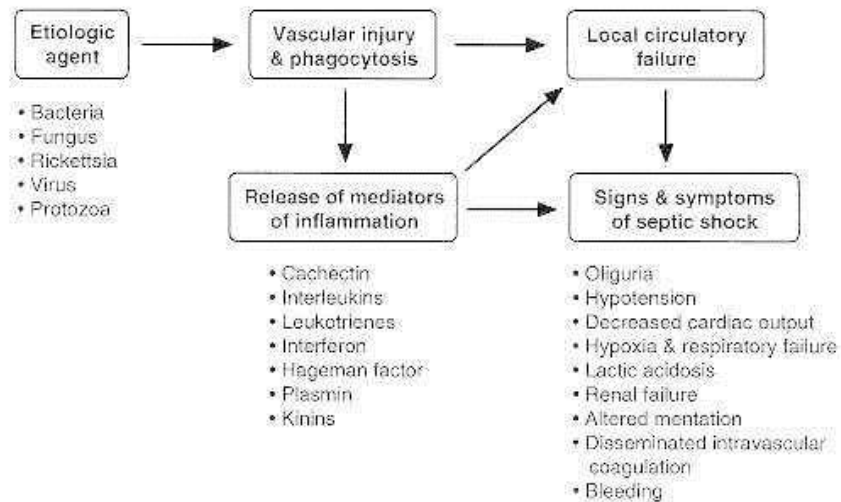 Etiologic
agent
Vascular injury
& phagocytosis
Local circulatory
failure
• Bacteria
• Fungus
• Rickettsia
• Virus
• Protozoa
Release of mediators
of inflammation
Signs & symptoms
of septic shock
• Cachectin
• Interleukins
• Leukotrienes
• Interferon
• Hageman factor
• Plasmin
• Kinins
• Oliguria
• Hypotension
• Decreased cardiac output
• Hypoxia & respiratory failure
• Lactic acidosis
• Renal failure
• Altered mentation
• Disseminated intravascular
coagulation
• Bleeding